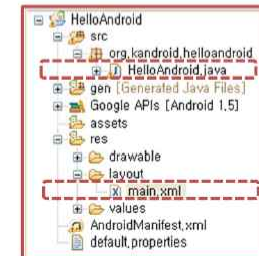 HelloAndroid
src
org.kandroid.helloandroid
HelloAndroid.java
gen [Generated Java Files]
Google APIs [Android 1.5]
assets
res
drawable
layout
main.xml
values
AndroidManifest.xml
default.properties